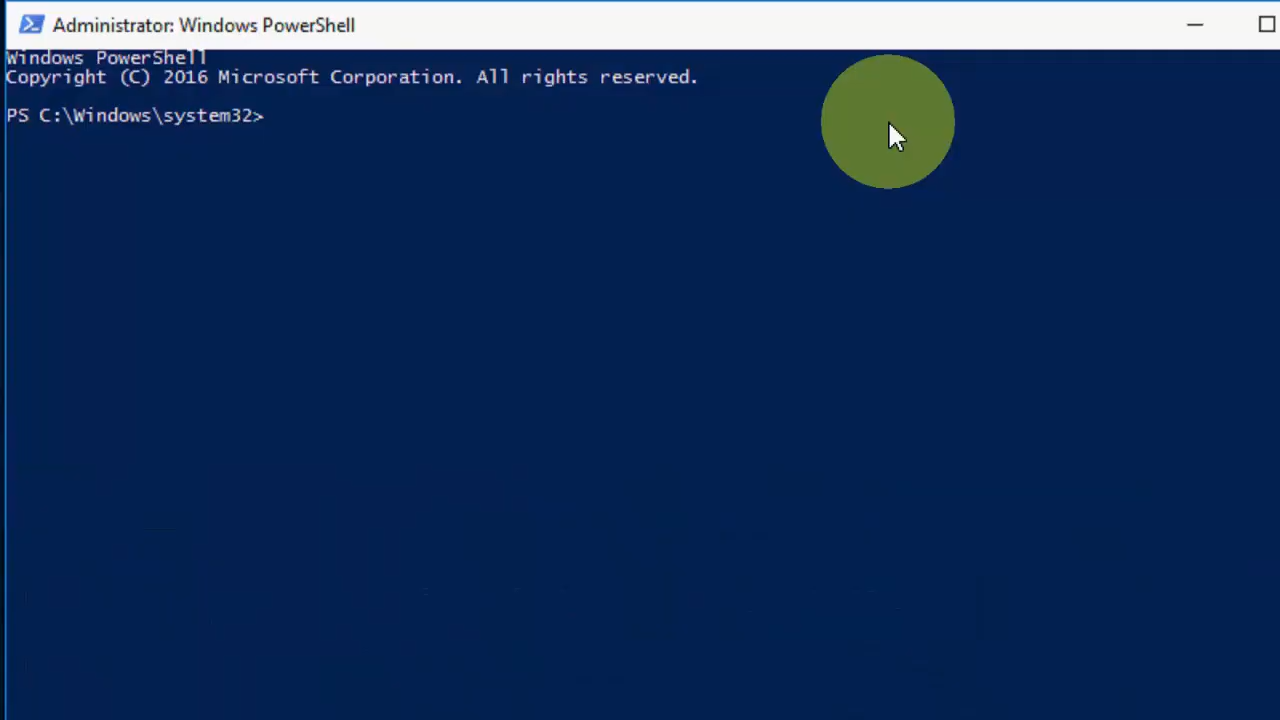 Administrator: Windows PowerShell
Windows PowerShell
Copyright (C) 2016 Microsoft Corporation. All rights reserved.
PS C:\Windows\system32>